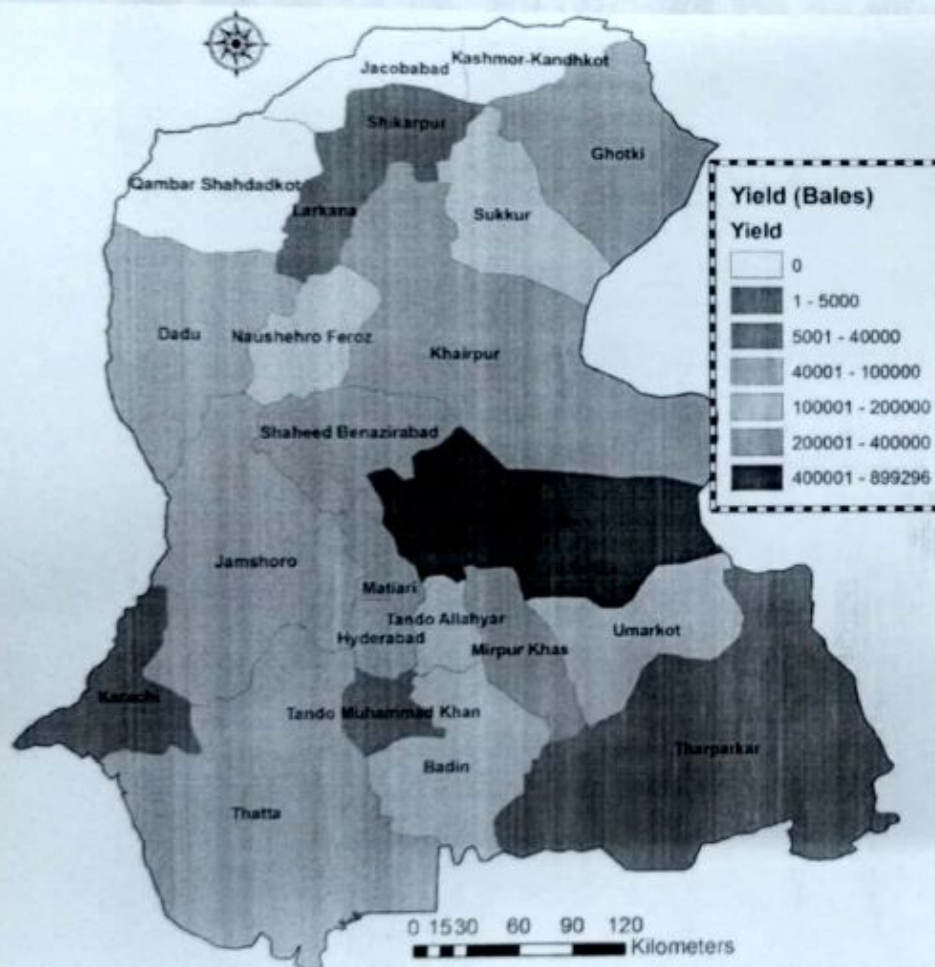 Kashmor-Kandhkot
Jacobabad
Shikarpur
Ghotki
Qambar Shahdadkot
Larkana
Sukkur
Dadu
Naushehro Feroz
Khairpur
Shaheed Benazirabad
Jamshoro
Matiari
Tando Allahyar
Hyderabad
Mirpur Khas
Umarkot
Karachi
Tando Muhammad Khan
Tharparkar
Badin
Thatta
Yield (Bales)
Yield
0
1 - 5000
5001 - 40000
40001 - 100000
100001 - 200000
200001 - 400000
400001 - 899296
0 15 30 60 90 120
Kilometers